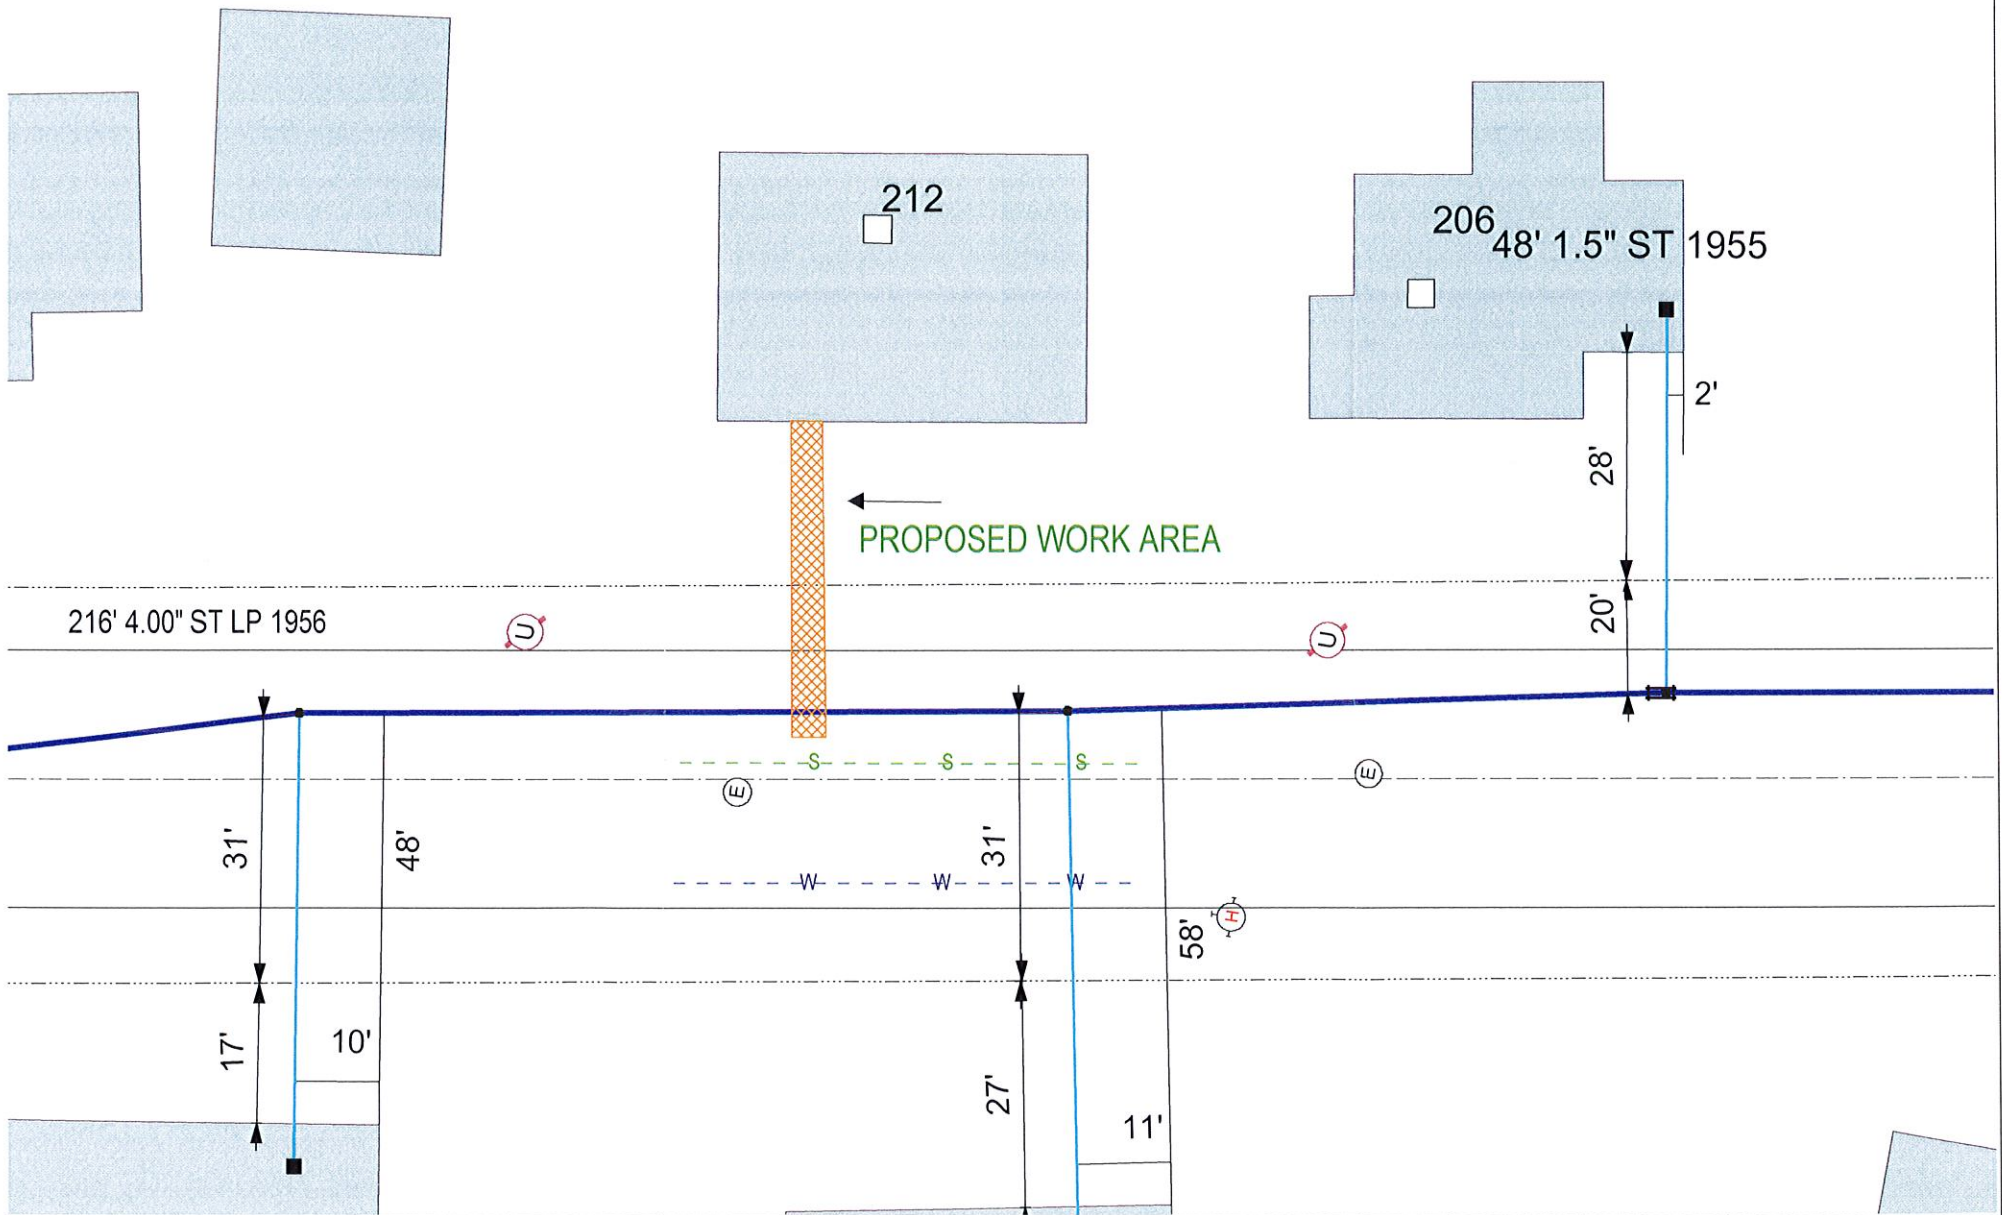 212
206
48' 1.5" ST 1955
2'
28'
PROPOSED WORK AREA
216' 4.00" ST LP 1956
U
U
20'
S S S
E
E
31'
48'
31'
W W W
H
58'
17'
10'
27'
11'